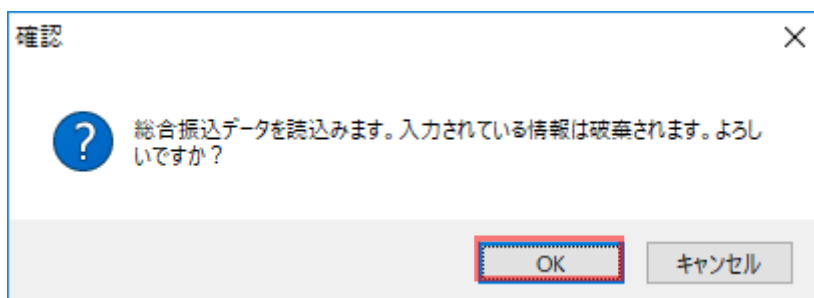 確認
総合振込データを読込みます。入力されている情報は破棄されます。よろし
いですか？
OK
キャンセル